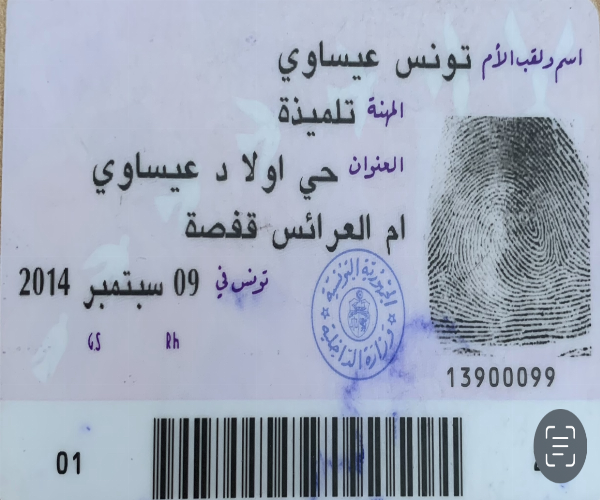 اسم ولقب الأم تونس عيساوي
المهنة تلميذة
العنوان حي اولا د عيساوي
ام العرائس قفصة
تونس في 09 سبتمبر 2014
GS Rh
الجمهورية التونسية
وزارة الداخلية
13900099
01